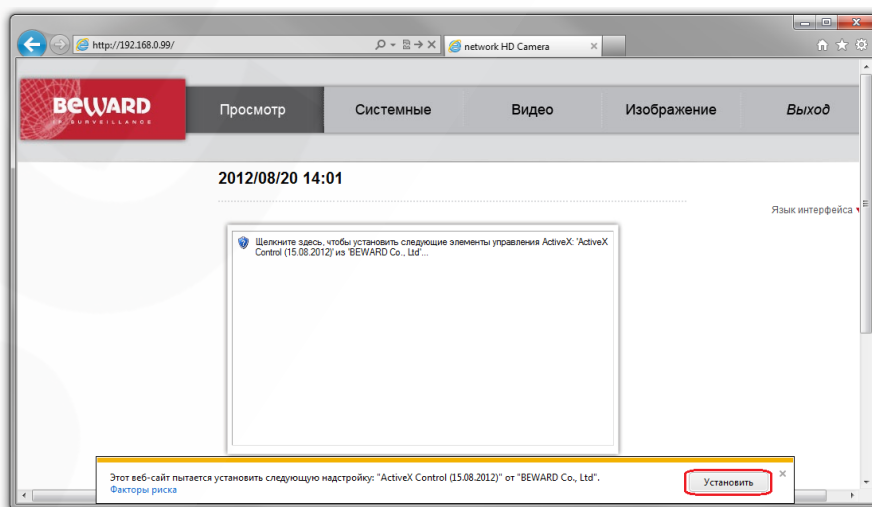 http://192.168.0.99/
network HD Camera
BEWARD
IP SURVEILLANCE
Просмотр
Системные
Видео
Изображение
Выход
2012/08/20 14:01
Язык интерфейса
Щелкните здесь, чтобы установить следующие элементы управления ActiveX: 'ActiveX
Control (15.08.2012)' из 'BEWARD Co., Ltd'...
Этот веб-сайт пытается установить следующую надстройку: "ActiveX Control (15.08.2012)" от "BEWARD Co., Ltd".
Факторы риска
Установить